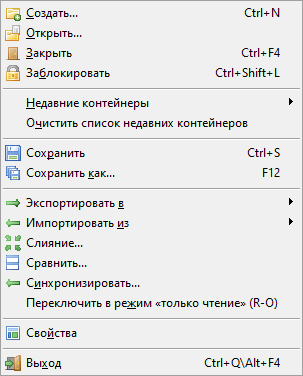 Создать... Ctrl+N
Открыть...
Закрыть Ctrl+F4
Заблокировать Ctrl+Shift+L
Недавние контейнеры
Очистить список недавних контейнеров
Сохранить Ctrl+S
Сохранить как... F12
Экспортировать в
Импортировать из
Слияние...
Сравнить...
Синхронизировать...
Переключить в режим «только чтение» (R-O)
Свойства
Выход Ctrl+Q\Alt+F4